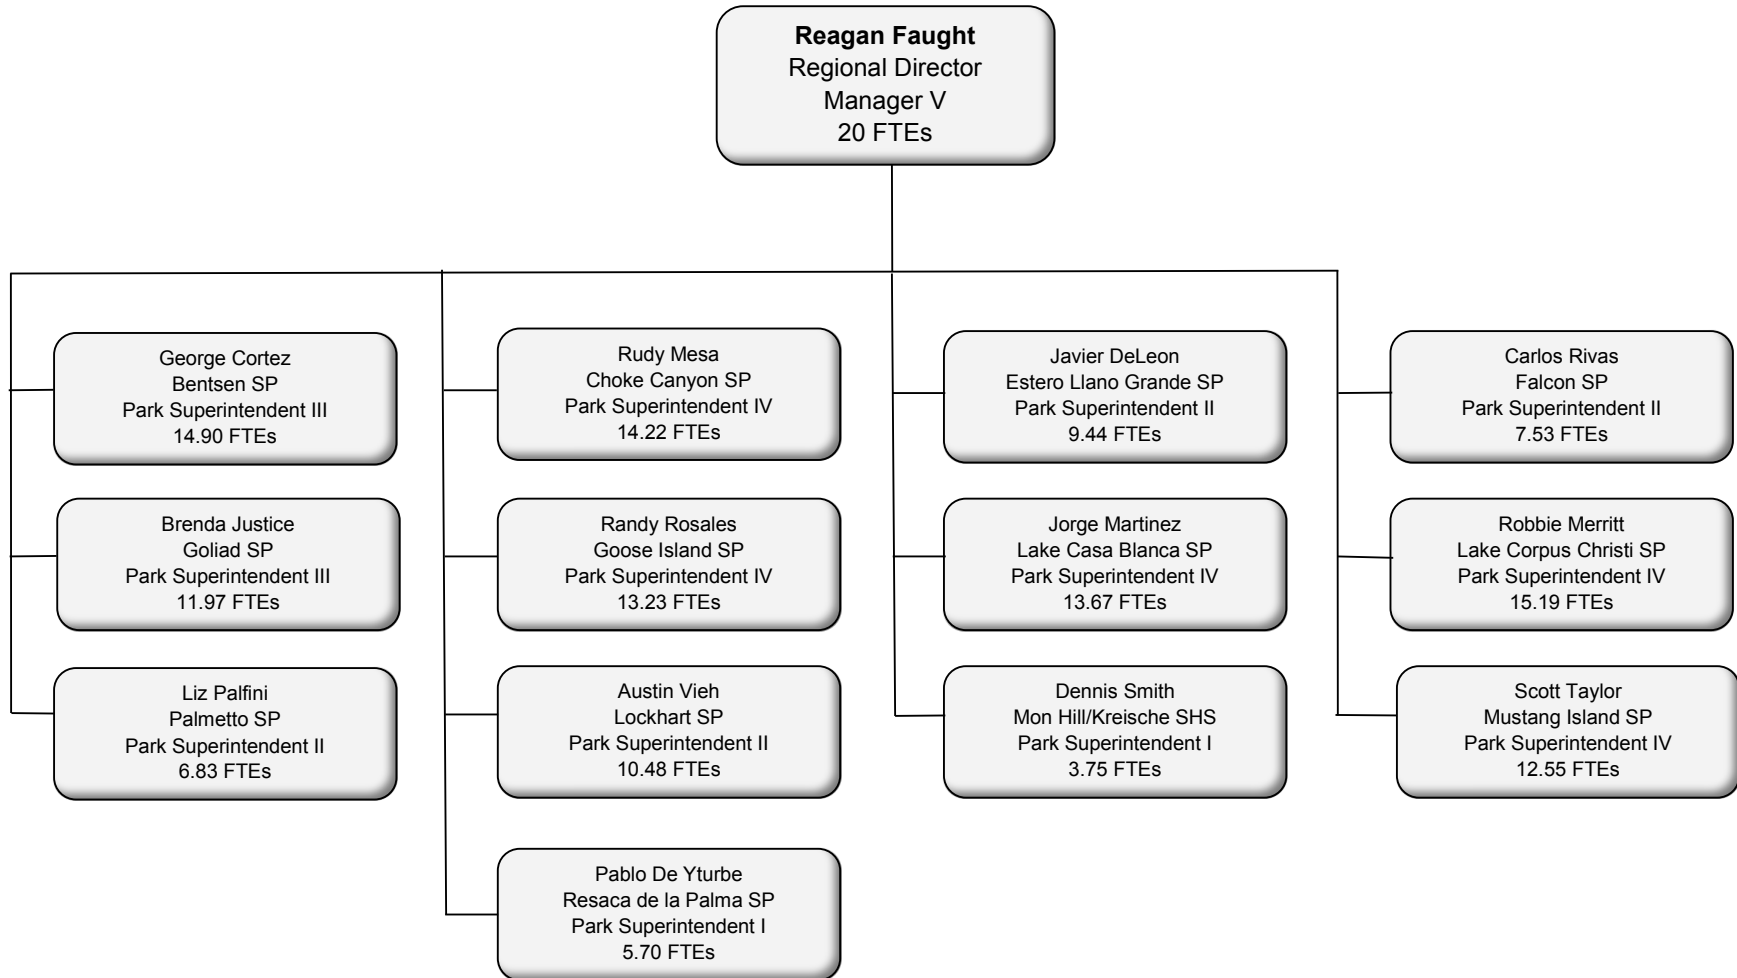 Reagan Faught
Regional Director
Manager V
20 FTEs
George Cortez
Bentsen SP
Park Superintendent III
14.90 FTEs
Rudy Mesa
Choke Canyon SP
Park Superintendent IV
14.22 FTEs
Javier DeLeon
Estero Llano Grande SP
Park Superintendent II
9.44 FTEs
Carlos Rivas
Falcon SP
Park Superintendent II
7.53 FTEs
Brenda Justice
Goliad SP
Park Superintendent III
11.97 FTEs
Randy Rosales
Goose Island SP
Park Superintendent IV
13.23 FTEs
Jorge Martinez
Lake Casa Blanca SP
Park Superintendent IV
13.67 FTEs
Robbie Merritt
Lake Corpus Christi SP
Park Superintendent IV
15.19 FTEs
Liz Palfini
Palmetto SP
Park Superintendent II
6.83 FTEs
Austin Vieh
Lockhart SP
Park Superintendent II
10.48 FTEs
Dennis Smith
Mon Hill/Kreische SHS
Park Superintendent I
3.75 FTEs
Scott Taylor
Mustang Island SP
Park Superintendent IV
12.55 FTEs
Pablo De Yturbe
Resaca de la Palma SP
Park Superintendent I
5.70 FTEs